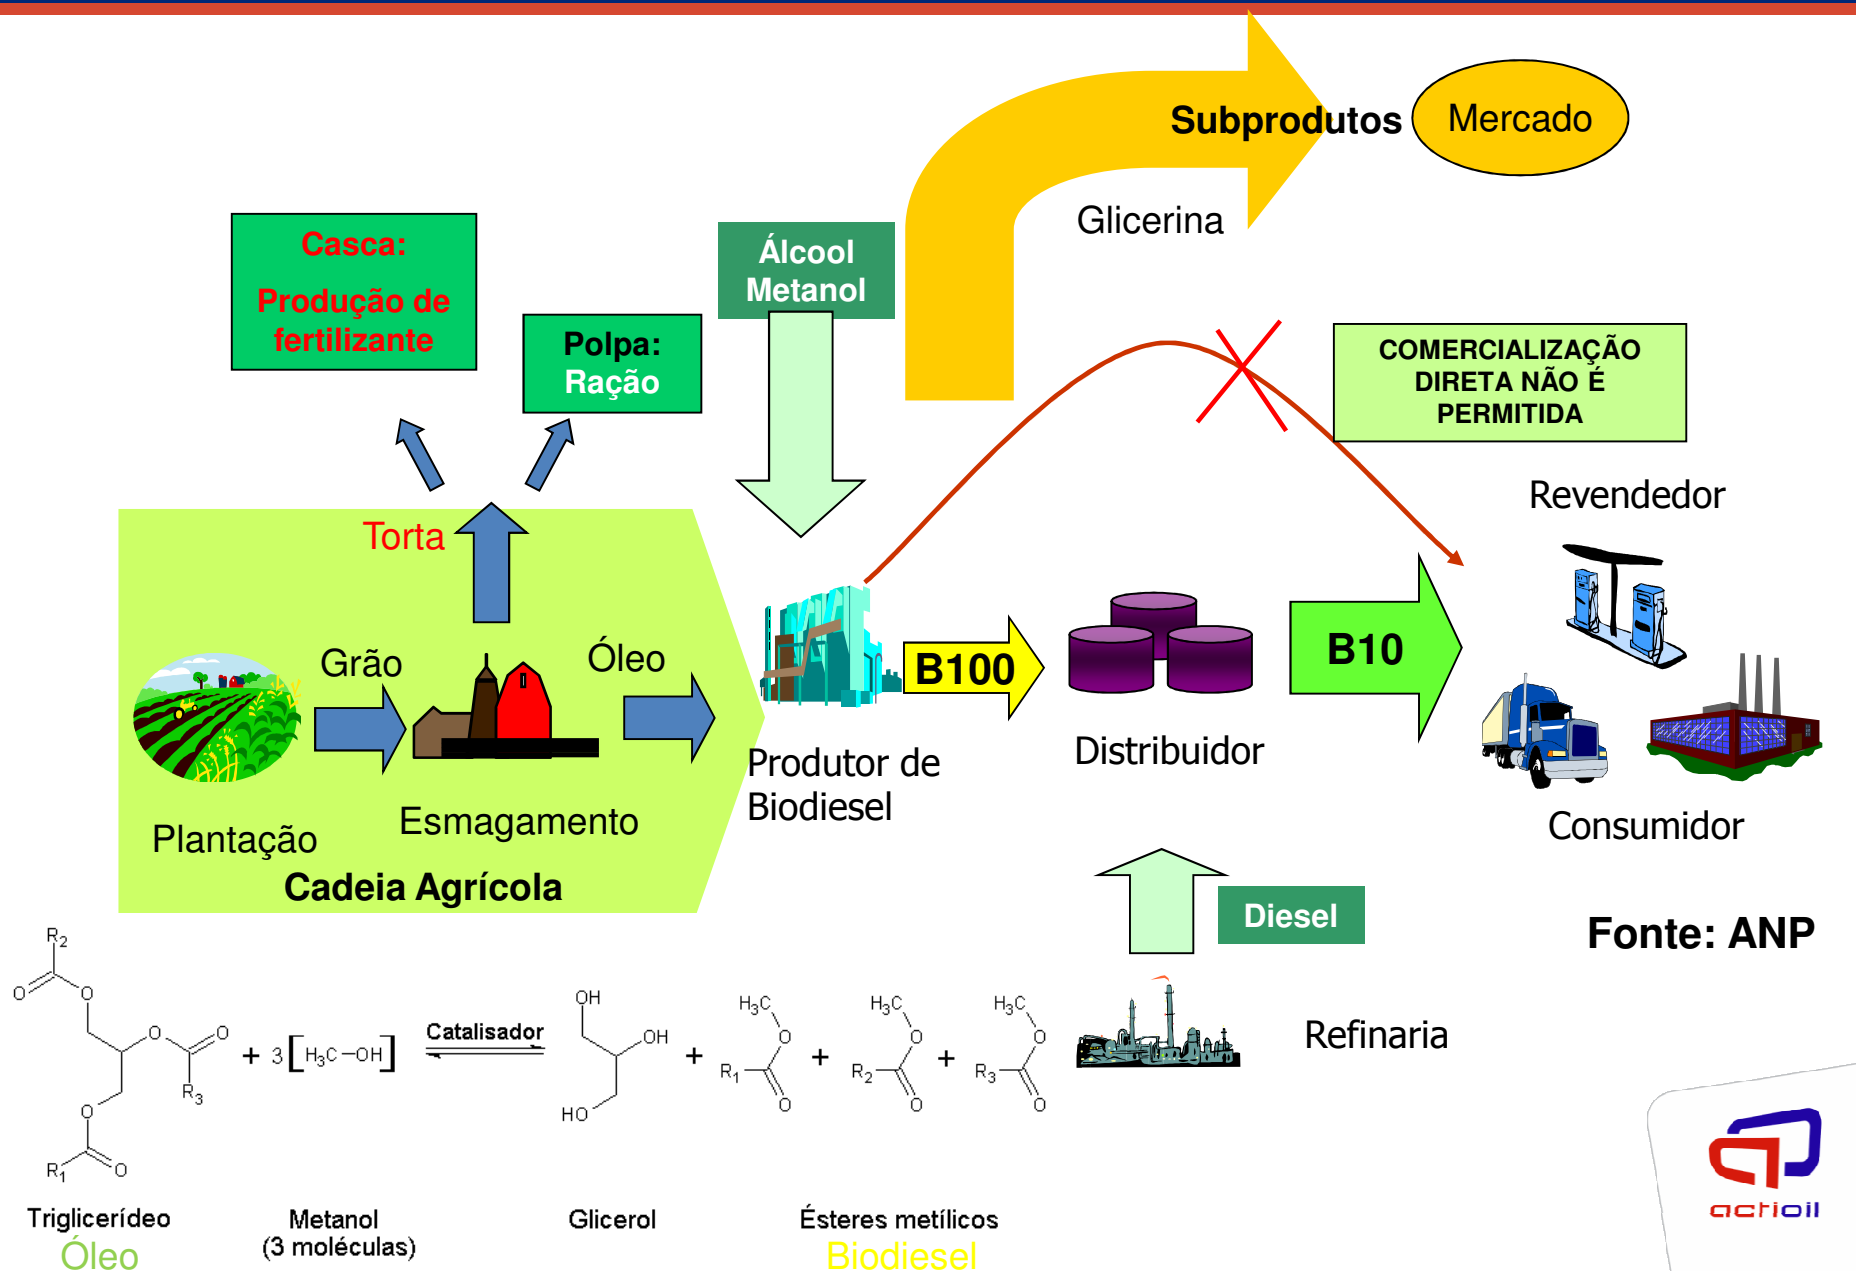 Subprodutos
Mercado
Glicerina
Casca:
Produção de
fertilizante
Polpa:
Ração
Álcool
Metanol
COMERCIALIZAÇÃO
DIRETA NÃO É
PERMITIDA
Revendedor
Torta
Grão
Óleo
B100
B10
Plantação
Esmagamento
Cadeia Agrícola
Produtor de
Biodiesel
Distribuidor
Consumidor
Diesel
Fonte: ANP
Refinaria
R2
O
O
O
O
R3
O
O
R1
+ 3 [H3C–OH]
Catalisador
OH
OH
HO
+
H3C
O
R1
O
+
H3C
O
R2
O
+
H3C
O
R3
O
Triglicerídeo
Óleo
Metanol
(3 moléculas)
Glicerol
Ésteres metílicos
Biodiesel
actioil